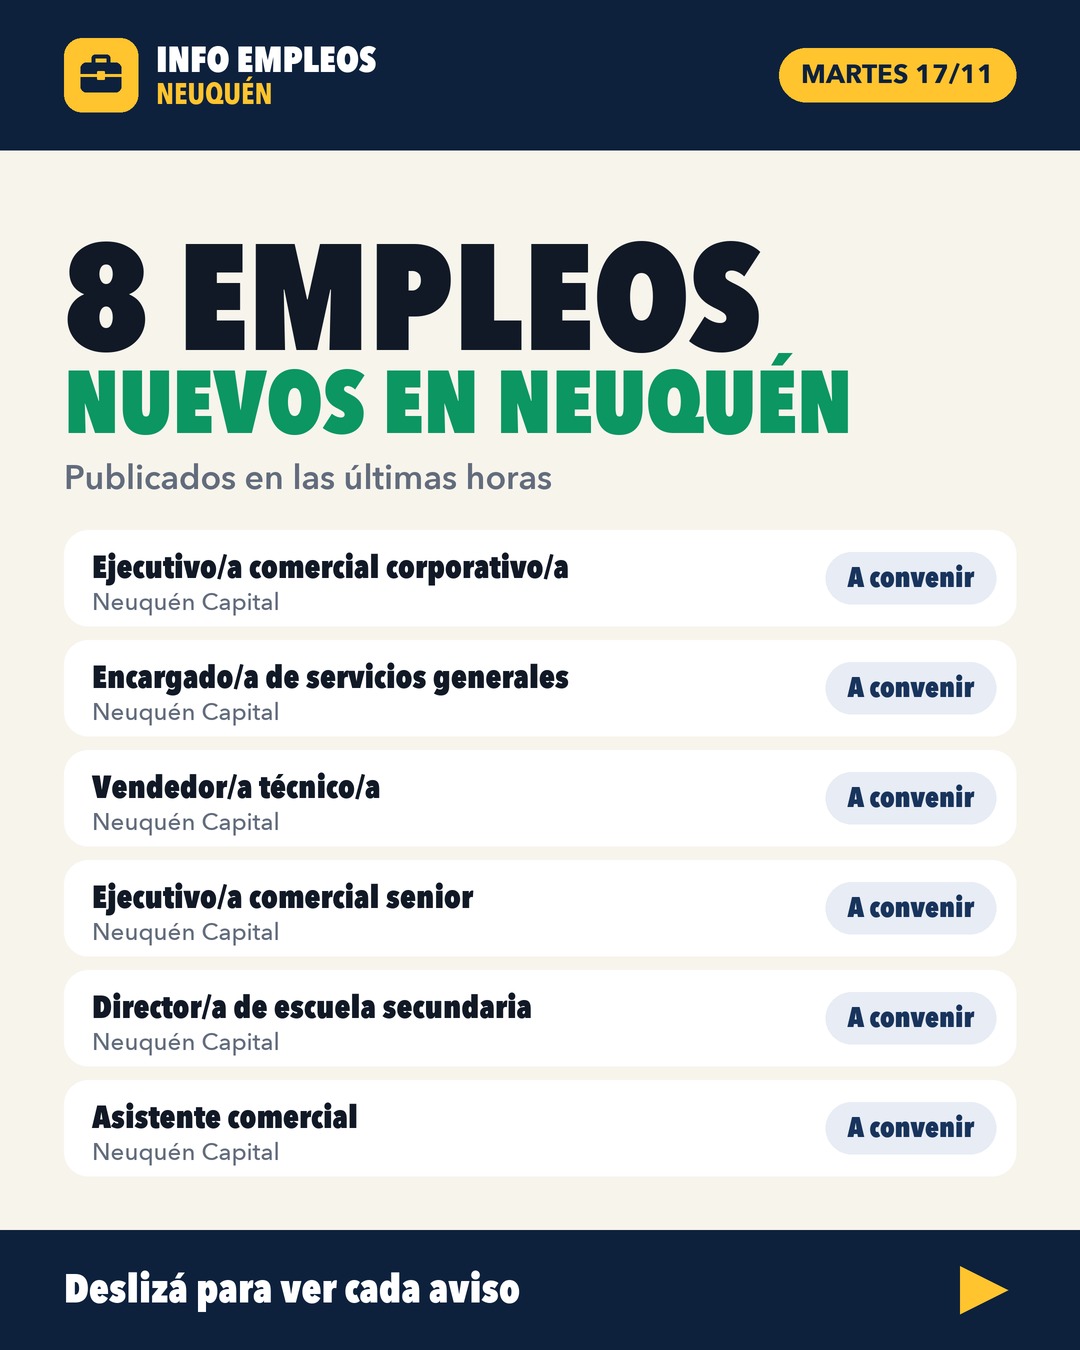 INFO EMPLEOS
NEUQUÉN
MARTES 17/11
8 EMPLEOS
NUEVOS EN NEUQUÉN
Publicados en las últimas horas
Ejecutivo/a comercial corporativo/a
Neuquén Capital
A convenir
Encargado/a de servicios generales
Neuquén Capital
A convenir
Vendedor/a técnico/a
Neuquén Capital
A convenir
Ejecutivo/a comercial senior
Neuquén Capital
A convenir
Director/a de escuela secundaria
Neuquén Capital
A convenir
Asistente comercial
Neuquén Capital
A convenir
Deslizá para ver cada aviso